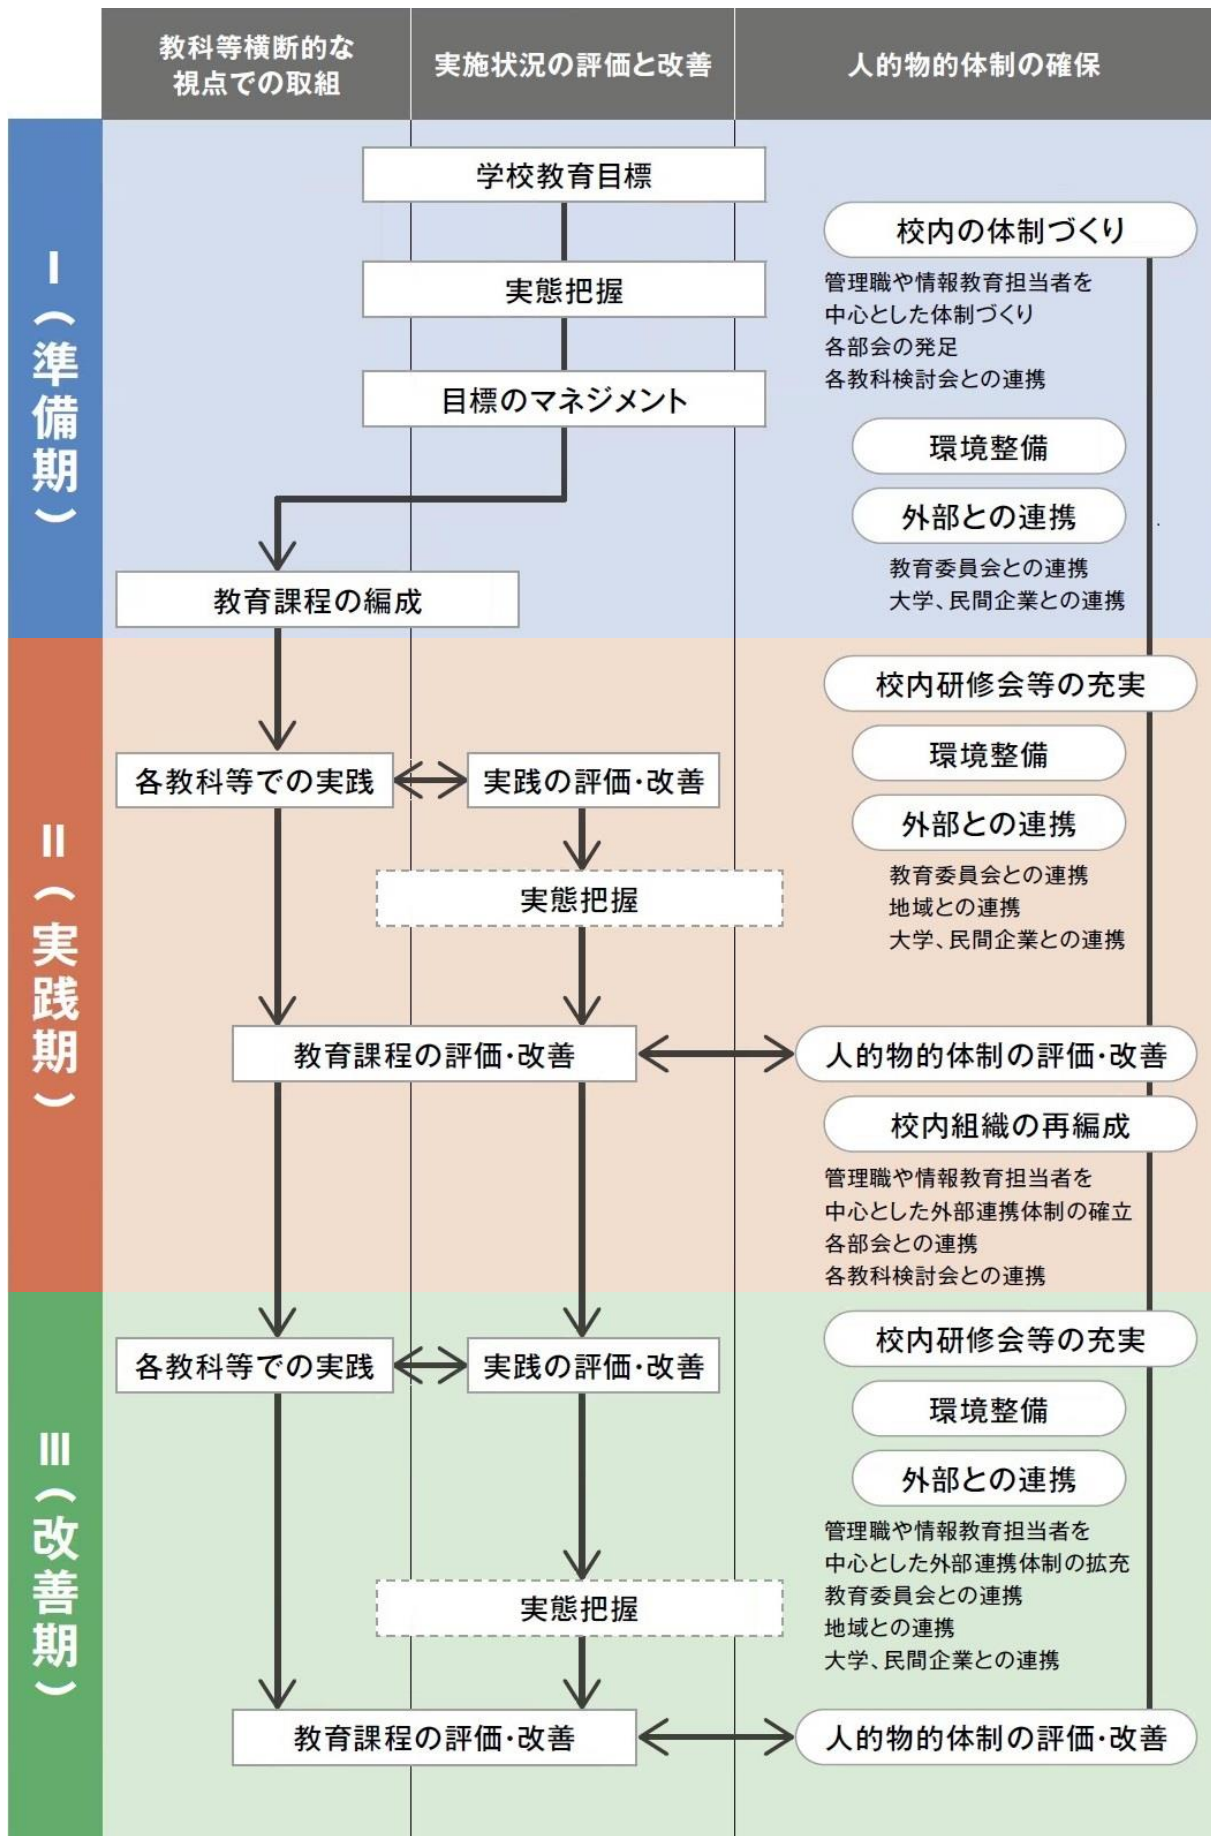 教科等横断的な
視点での取組
実施状況の評価と改善
人的物的体制の確保
Ⅰ（準備期）
学校教育目標
実態把握
目標のマネジメント
教育課程の編成
校内の体制づくり
管理職や情報教育担当者を
中心とした体制づくり
各部会の発足
各教科検討会との連携
環境整備
外部との連携
教育委員会との連携
大学、民間企業との連携
Ⅱ（実践期）
各教科等での実践
実践の評価・改善
実態把握
教育課程の評価・改善
校内研修会等の充実
環境整備
外部との連携
教育委員会との連携
地域との連携
大学、民間企業との連携
人的物的体制の評価・改善
校内組織の再編成
管理職や情報教育担当者を
中心とした外部連携体制の確立
各部会との連携
各教科検討会との連携
Ⅲ（改善期）
各教科等での実践
実践の評価・改善
実態把握
教育課程の評価・改善
校内研修会等の充実
環境整備
外部との連携
管理職や情報教育担当者を
中心とした外部連携体制の拡充
教育委員会との連携
地域との連携
大学、民間企業との連携
人的物的体制の評価・改善